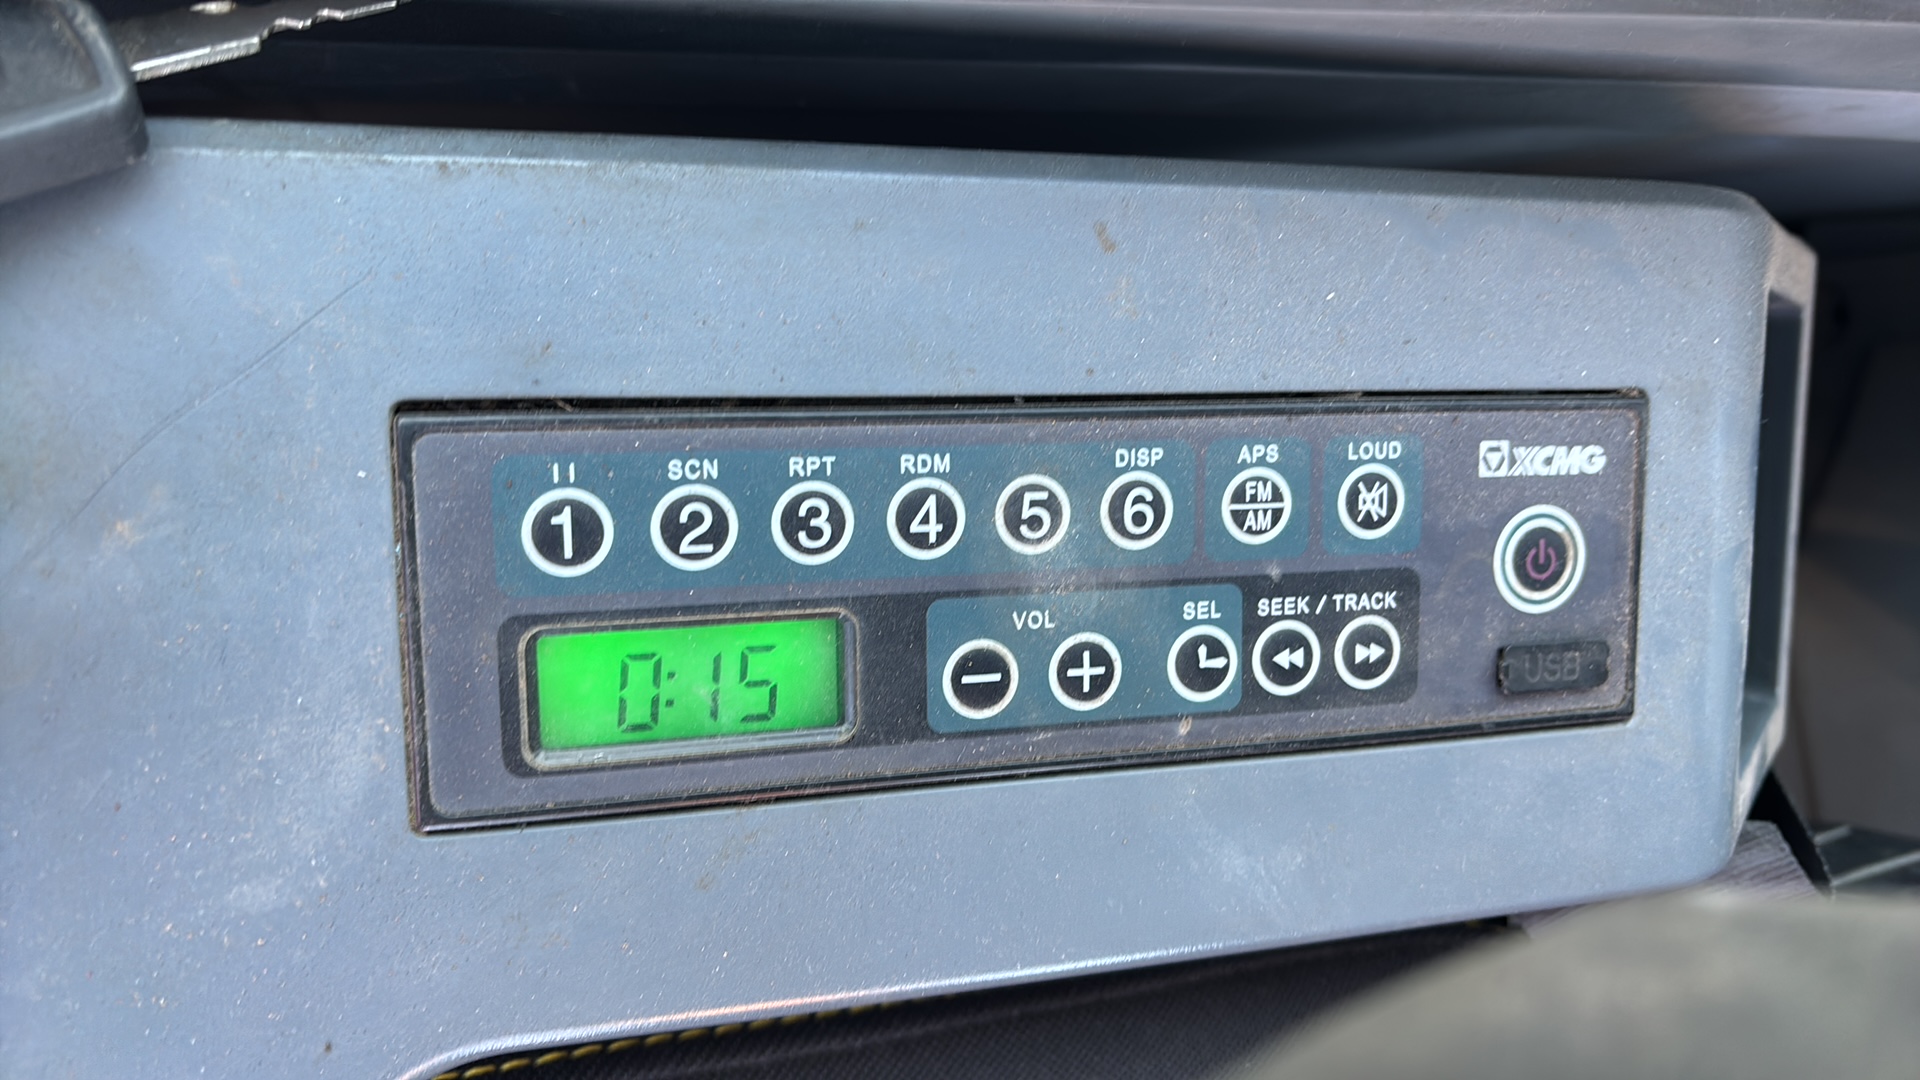 II SCN RPT RDM DISP APS LOUD
1 2 3 4 5 6 FM AM
XCMG
0:15
VOL SEL SEEK / TRACK
− +
USB